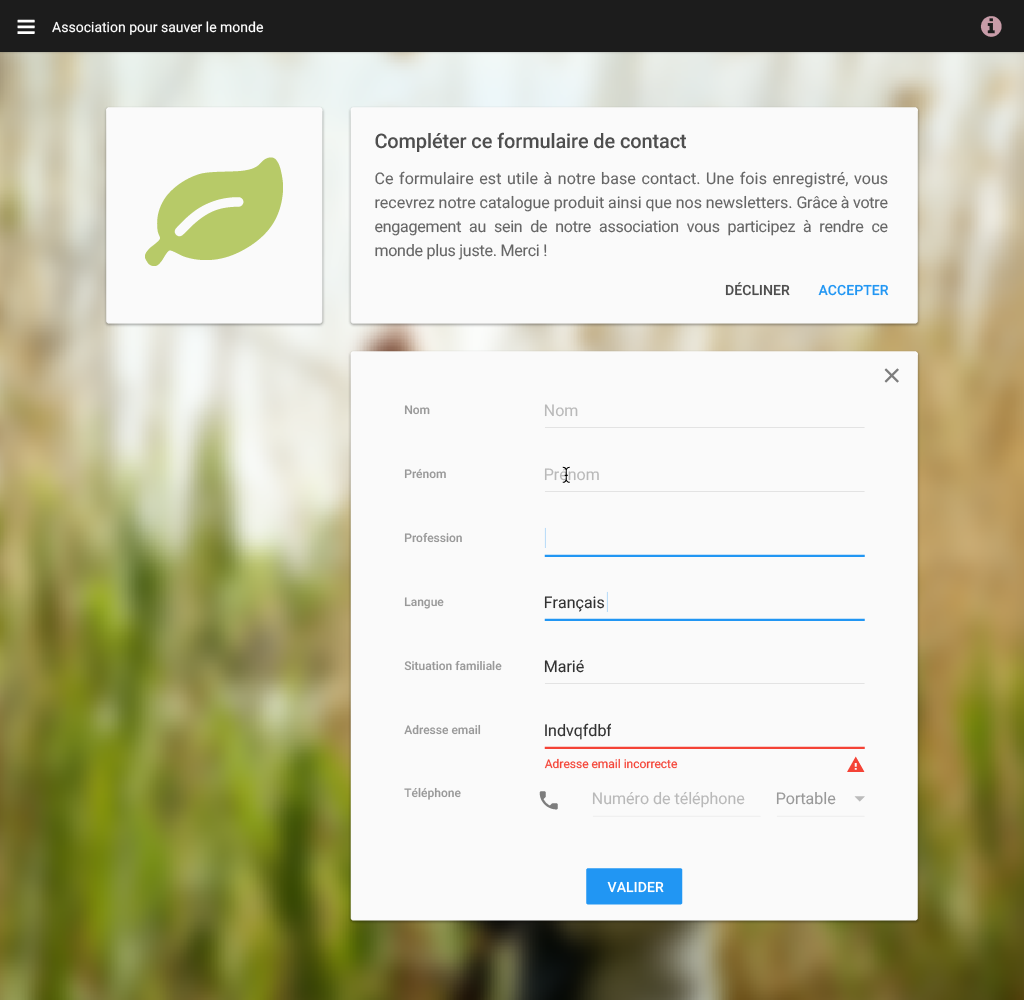 Association pour sauver le monde
Compléter ce formulaire de contact
Ce formulaire est utile à notre base contact. Une fois enregistré, vous
recevrez notre catalogue produit ainsi que nos newsletters. Grâce à votre
engagement au sein de notre association vous participez à rendre ce
monde plus juste. Merci !
DÉCLINER ACCEPTER
Nom Nom
Prénom Prénom
Profession
Langue Français
Situation familiale Marié
Adresse email Indvqfdbf
Adresse email incorrecte
Téléphone Numéro de téléphone Portable
VALIDER